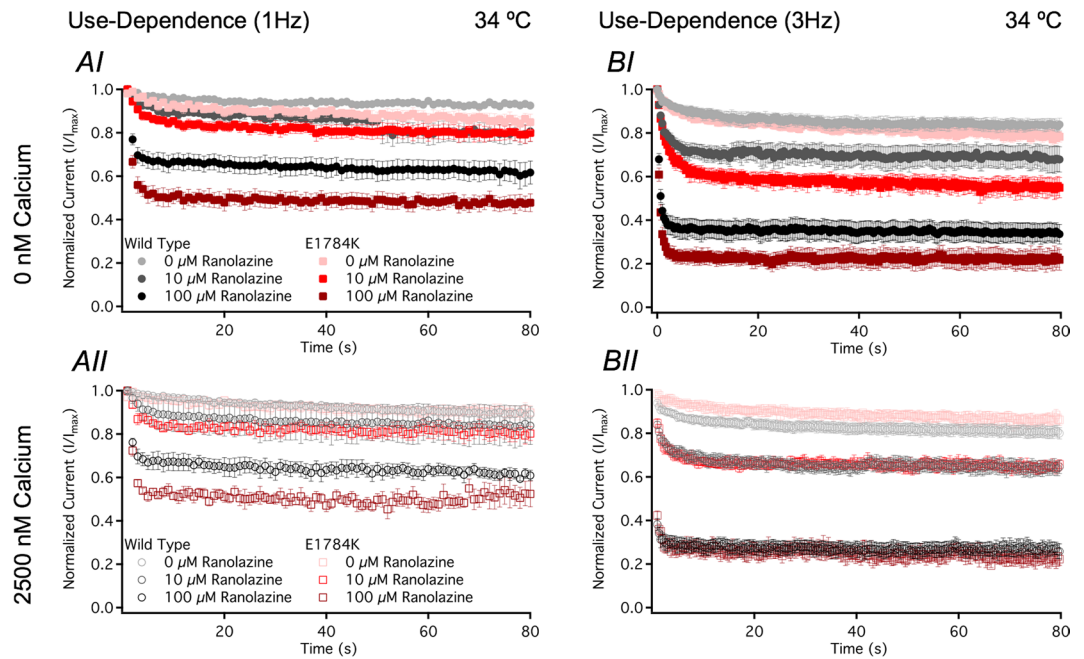 Use-Dependence (1Hz) 34 ºC
Use-Dependence (3Hz) 34 ºC
0 nM Calcium
AI
Normalized Current (I/Imax)
1.0
0.8
0.6
0.4
0.2
0.0
Wild Type E1784K
0 µM Ranolazine 0 µM Ranolazine
10 µM Ranolazine 10 µM Ranolazine
100 µM Ranolazine 100 µM Ranolazine
20 40 60 80
Time (s)
BI
Normalized Current (I/Imax)
1.0
0.8
0.6
0.4
0.2
0.0
0 20 40 60 80
Time (s)
2500 nM Calcium
AII
Normalized Current (I/Imax)
1.0
0.8
0.6
0.4
0.2
0.0
Wild Type E1784K
0 µM Ranolazine 0 µM Ranolazine
10 µM Ranolazine 10 µM Ranolazine
100 µM Ranolazine 100 µM Ranolazine
20 40 60 80
Time (s)
BII
Normalized Current (I/Imax)
1.0
0.8
0.6
0.4
0.2
0.0
20 40 60 80
Time (s)